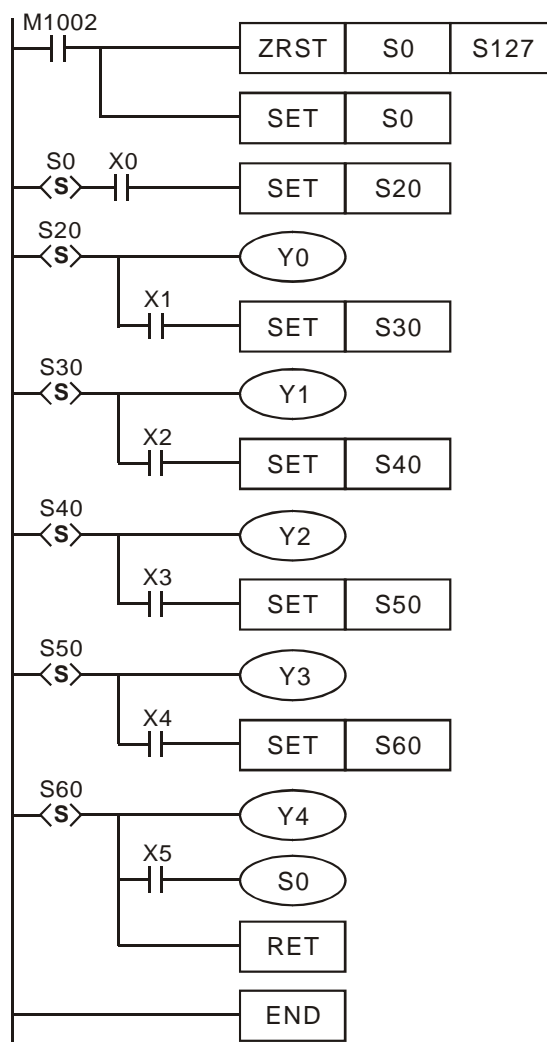 M1002
ZRST S0 S127
SET S0
S0 X0
S SET S20
S20
S Y0
X1
SET S30
S30
S Y1
X2
SET S40
S40
S Y2
X3
SET S50
S50
S Y3
X4
SET S60
S60
S Y4
X5
S0
RET
END